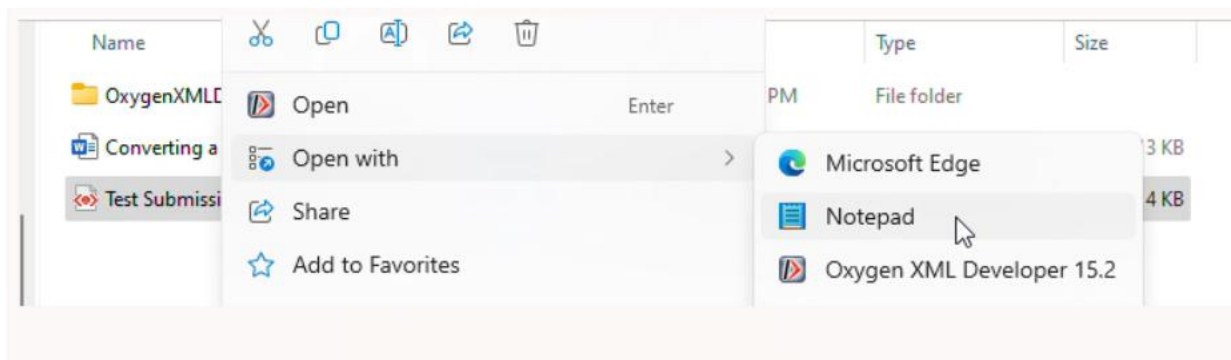 Name Type Size
OxygenXMLD Open Enter PM File folder
Converting a Open with 3 KB
Microsoft Edge
Test Submissi Share 4 KB
Notepad
Add to Favorites
Oxygen XML Developer 15.2